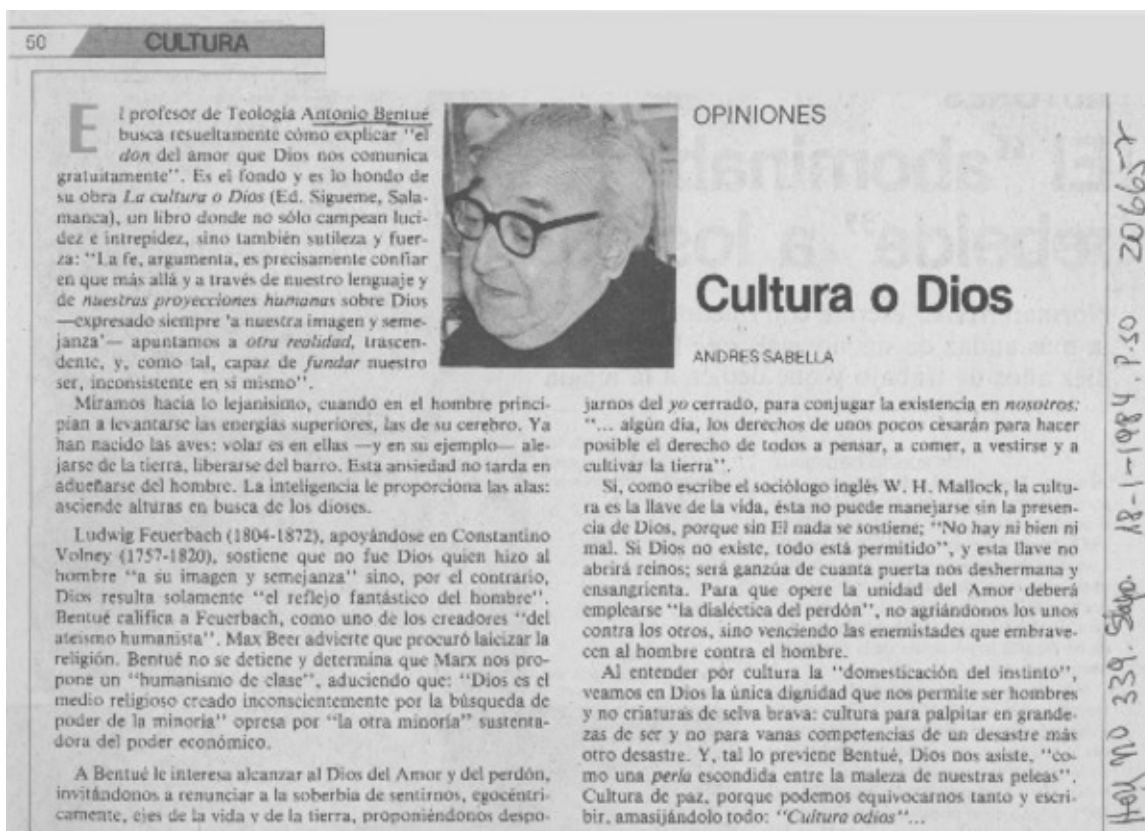 50
CULTURA
El profesor de Teología Antonio Bentué
busca resueltamente cómo explicar "el
don del amor que Dios nos comunica
gratuitamente". Es el fondo y es lo hondo de
su obra La cultura o Dios (Ed. Sígueme, Sala-
manca), un libro donde no sólo campean luci-
dez e intrepidez, sino también sutileza y fuer-
za: "La fe, argumenta, es precisamente confiar
en que más allá y a través de nuestro lenguaje y
de nuestras proyecciones humanas sobre Dios
—expresado siempre 'a nuestra imagen y seme-
janza'— apuntamos a otra realidad, trascen-
dente, y, como tal, capaz de fundar nuestro
ser, inconsistente en sí mismo".
Miramos hacia lo lejanísimo, cuando en el hombre princi-
pian a levantarse las energías superiores, las de su cerebro. Ya
han nacido las aves: volar es en ellas —y en su ejemplo— ale-
jarse de la tierra, liberarse del barro. Esta ansiedad no tarda en
adueñarse del hombre. La inteligencia le proporciona las alas:
asciende alturas en busca de los dioses.
Ludwig Feuerbach (1804-1872), apoyándose en Constantino
Volney (1757-1820), sostiene que no fue Dios quien hizo al
hombre "a su imagen y semejanza" sino, por el contrario,
Dios resulta solamente "el reflejo fantástico del hombre".
Bentué califica a Feuerbach, como uno de los creadores "del
ateísmo humanista". Max Beer advierte que procuró laicizar la
religión. Bentué no se detiene y determina que Marx nos pro-
pone un "humanismo de clase", aduciendo que: "Dios es el
medio religioso creado inconscientemente por la búsqueda de
poder de la minoría" opresa por "la otra minoría" sustenta-
dora del poder económico.
A Bentué le interesa alcanzar al Dios del Amor y del perdón,
invitándonos a renunciar a la soberbia de sentirnos, egocéntri-
camente, ejes de la vida y de la tierra, proponiéndonos despo-
OPINIONES
Cultura o Dios
ANDRES SABELLA
jarnos del yo cerrado, para conjugar la existencia en nosotros:
"... algún día, los derechos de unos pocos cesarán para hacer
posible el derecho de todos a pensar, a comer, a vestirse y a
cultivar la tierra".
Si, como escribe el sociólogo inglés W. H. Mallock, la cultu-
ra es la llave de la vida, ésta no puede manejarse sin la presen-
cia de Dios, porque sin El nada se sostiene; "No hay ni bien ni
mal. Si Dios no existe, todo está permitido", y esta llave no
abrirá reinos; será ganzúa de cuanta puerta nos deshermana y
ensangrienta. Para que opere la unidad del Amor deberá
emplearse "la dialéctica del perdón", no agriándonos los unos
contra los otros, sino venciendo las enemistades que embrave-
cen al hombre contra el hombre.
Al entender por cultura la "domesticación del instinto",
veamos en Dios la única dignidad que nos permite ser hombres
y no criaturas de selva brava: cultura para palpitar en grande-
zas de ser y no para vanas competencias de un desastre más
otro desastre. Y, tal lo previene Bentué, Dios nos asiste, "co-
mo una perla escondida entre la maleza de nuestras peleas".
Cultura de paz, porque podemos equivocarnos tanto y escri-
bir, amasijándolo todo: "Cultura odios"...
Hoy no 339 Stgo. 18-1-1984 P.50